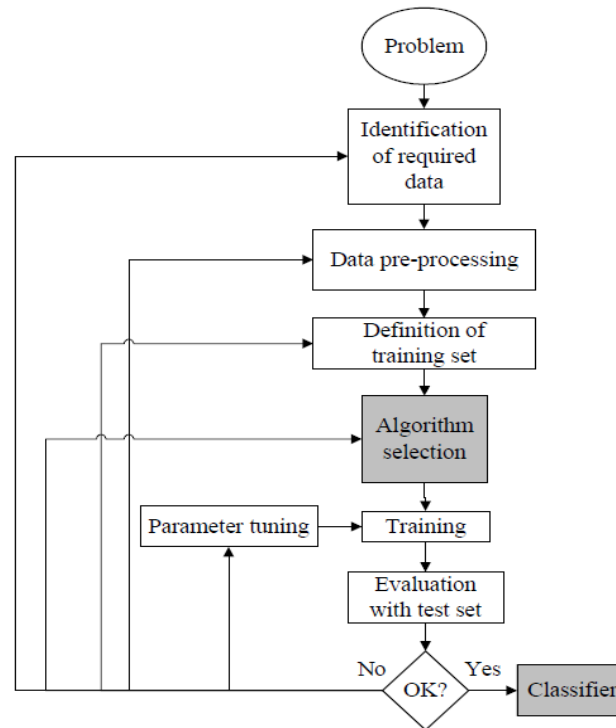 Problem
Identification
of required
data
Data pre-processing
Definition of
training set
Algorithm
selection
Parameter tuning
Training
Evaluation
with test set
No
Yes
OK?
Classifier